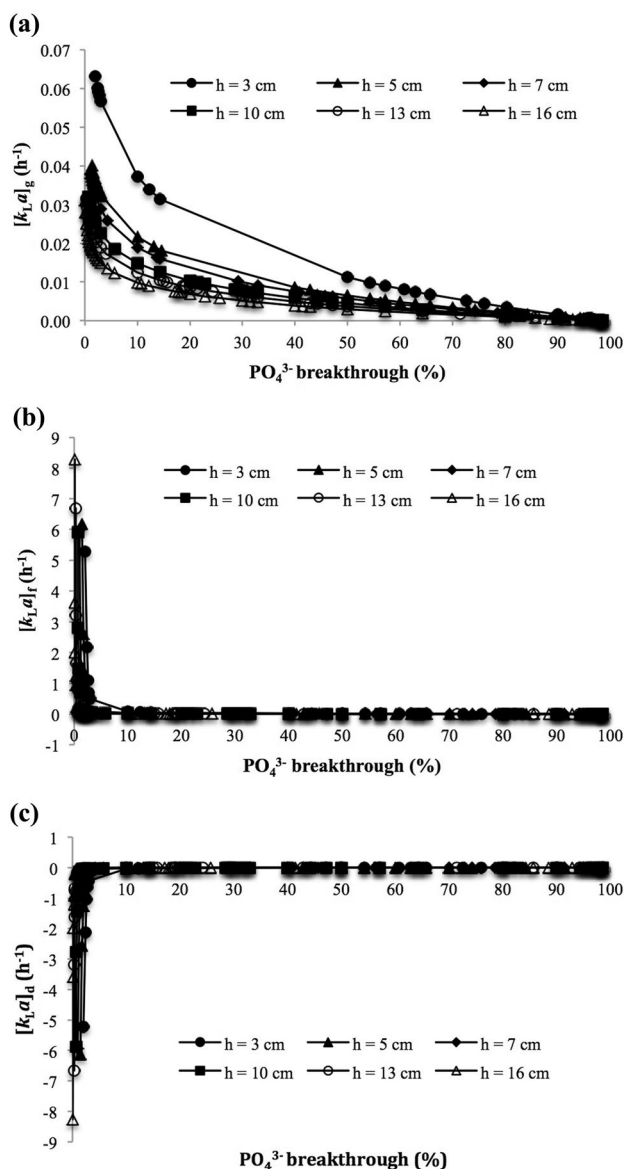 (a)
0.07
0.06
0.05
0.04
0.03
0.02
0.01
0.00
[kLa]g (h-1)
h = 3 cm h = 5 cm h = 7 cm
h = 10 cm h = 13 cm h = 16 cm
0 10 20 30 40 50 60 70 80 90 100
PO₄³⁻ breakthrough (%)
(b)
9
8
7
6
5
4
3
2
1
0
-1
[kLa]f (h-1)
h = 3 cm h = 5 cm h = 7 cm
h = 10 cm h = 13 cm h = 16 cm
0 10 20 30 40 50 60 70 80 90 100
PO₄³⁻ breakthrough (%)
(c)
1
0
-1
-2
-3
-4
-5
-6
-7
-8
-9
[kLa]d (h-1)
0 10 20 30 40 50 60 70 80 90 100
h = 3 cm h = 5 cm h = 7 cm
h = 10 cm h = 13 cm h = 16 cm
PO₄³⁻ breakthrough (%)